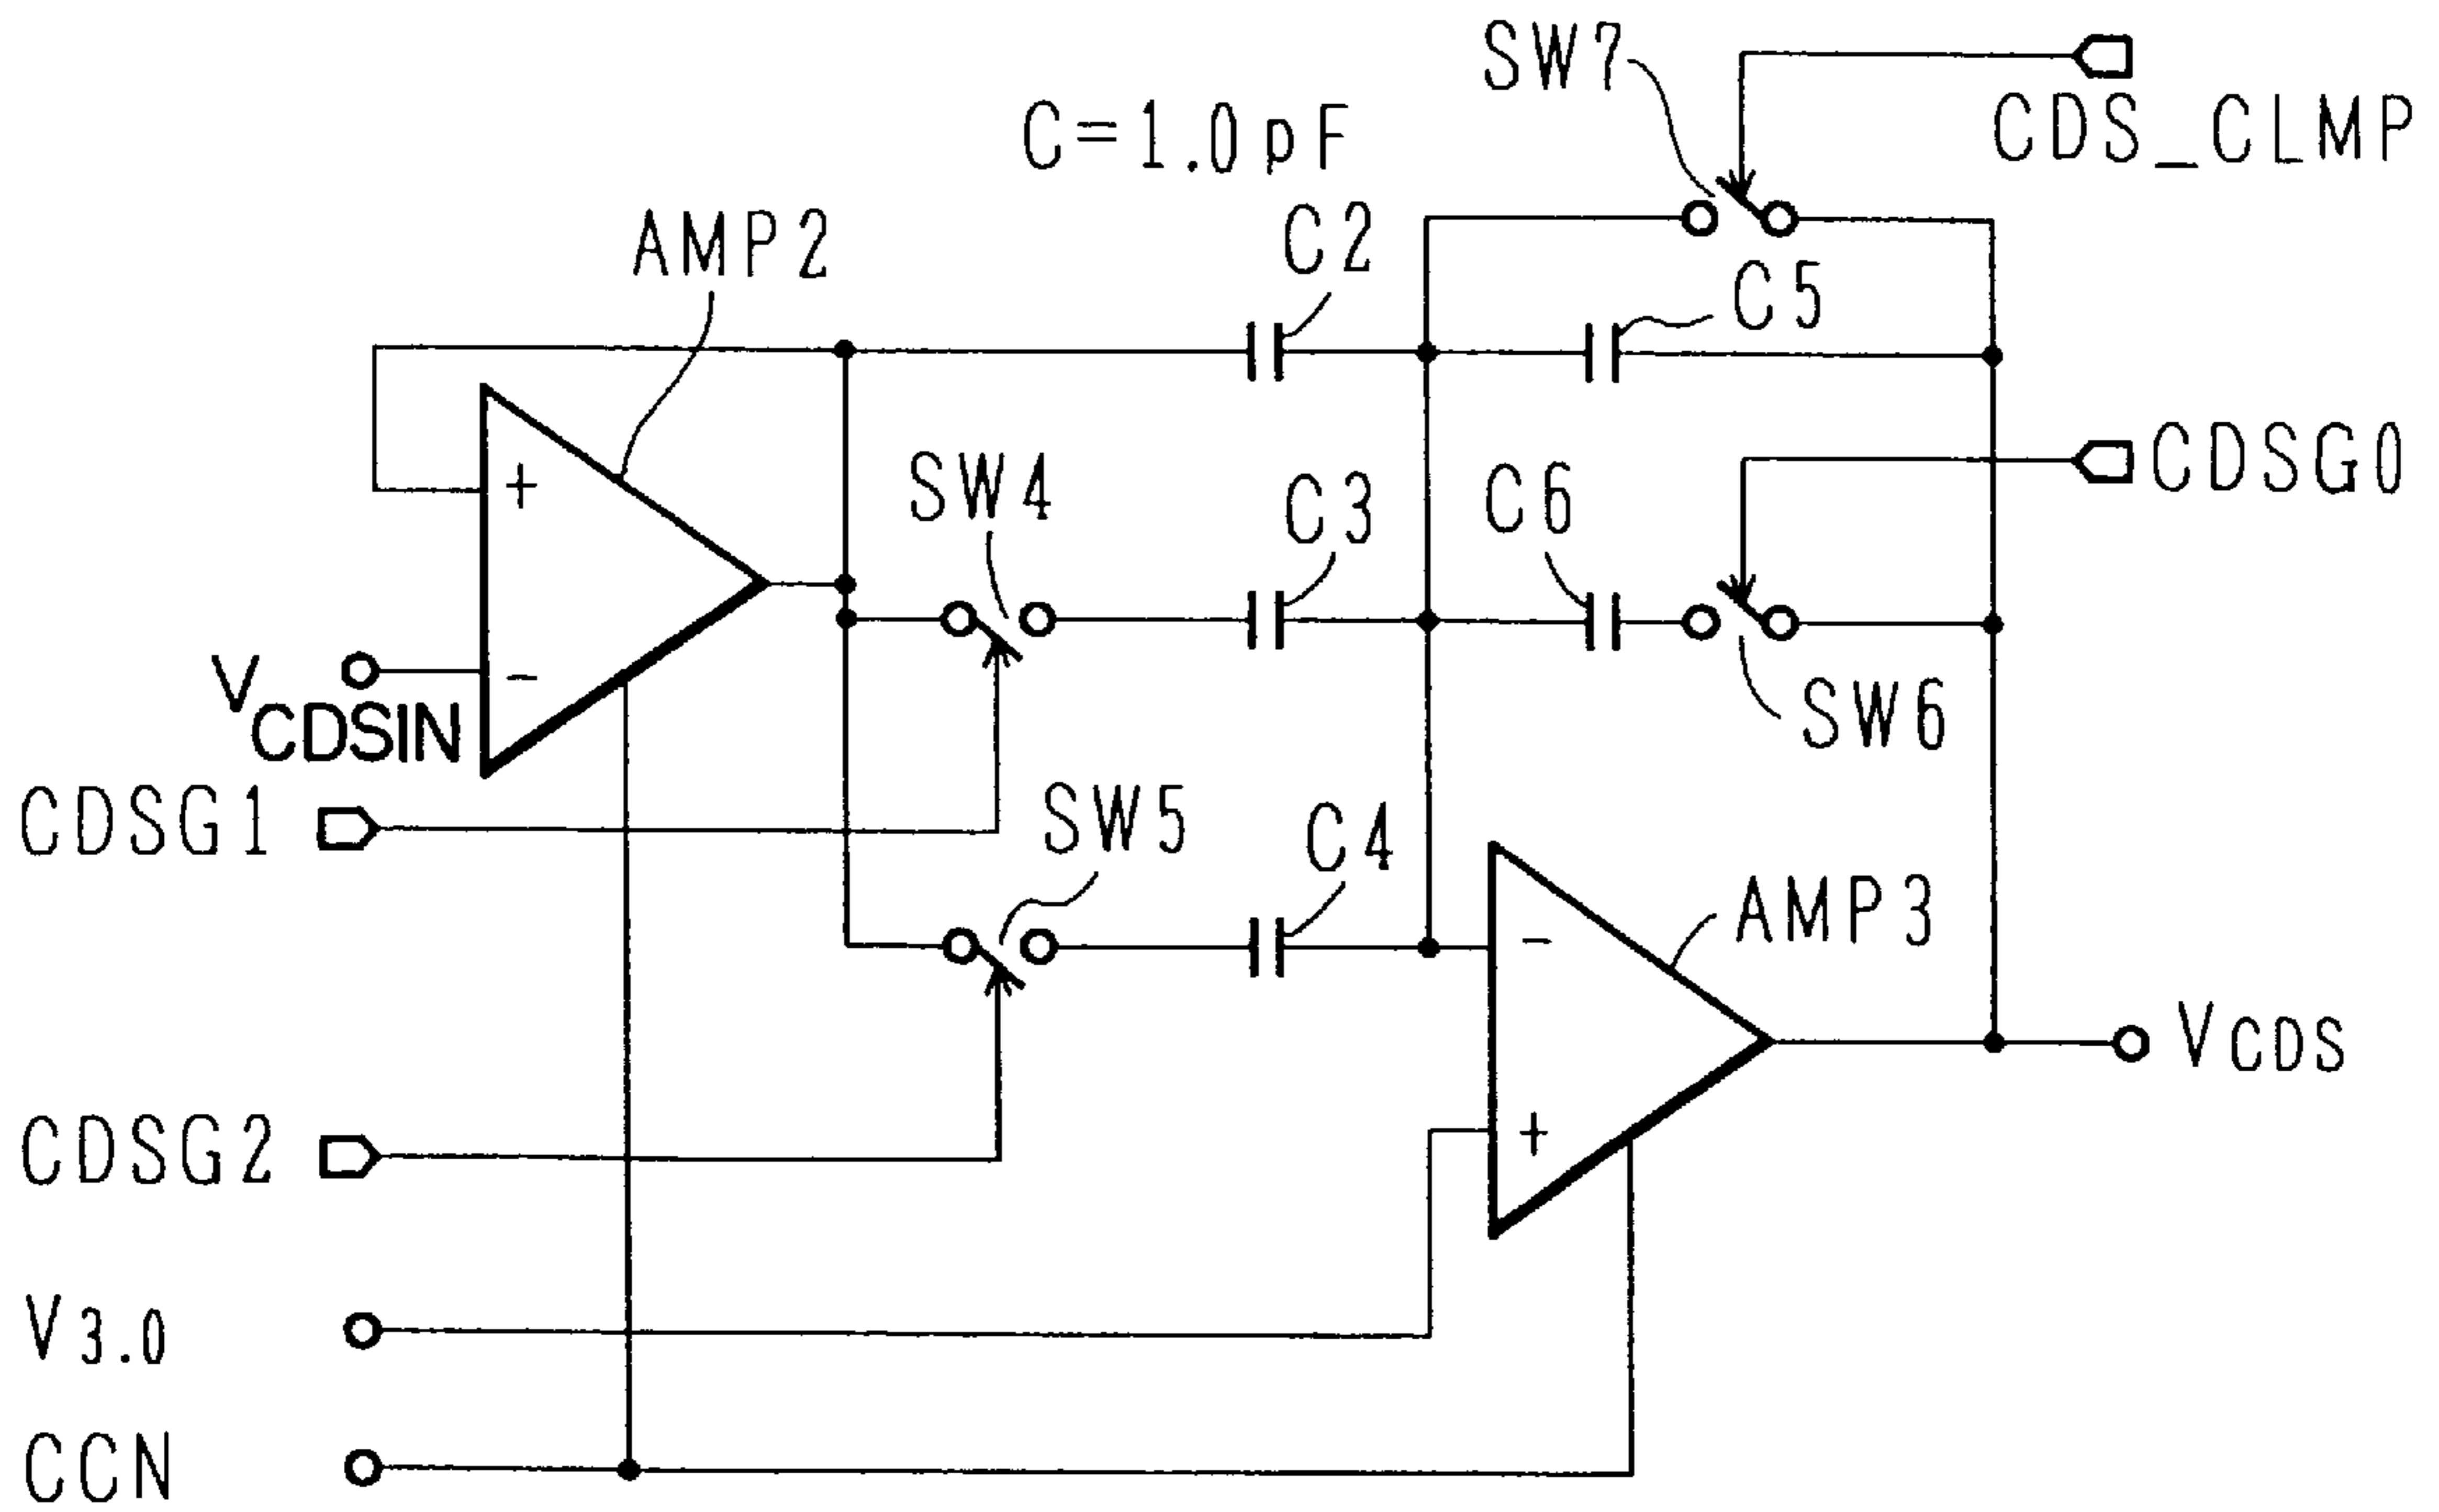 SW7
CDS_CLMP
C=1.0pF
AMP2
C2
C5
CDSG0
+
SW4
C3
C6
-
VCDSIN
SW6
CDSG1
SW5
C4
AMP3
-
VCDS
+
CDSG2
V3.0
CCN